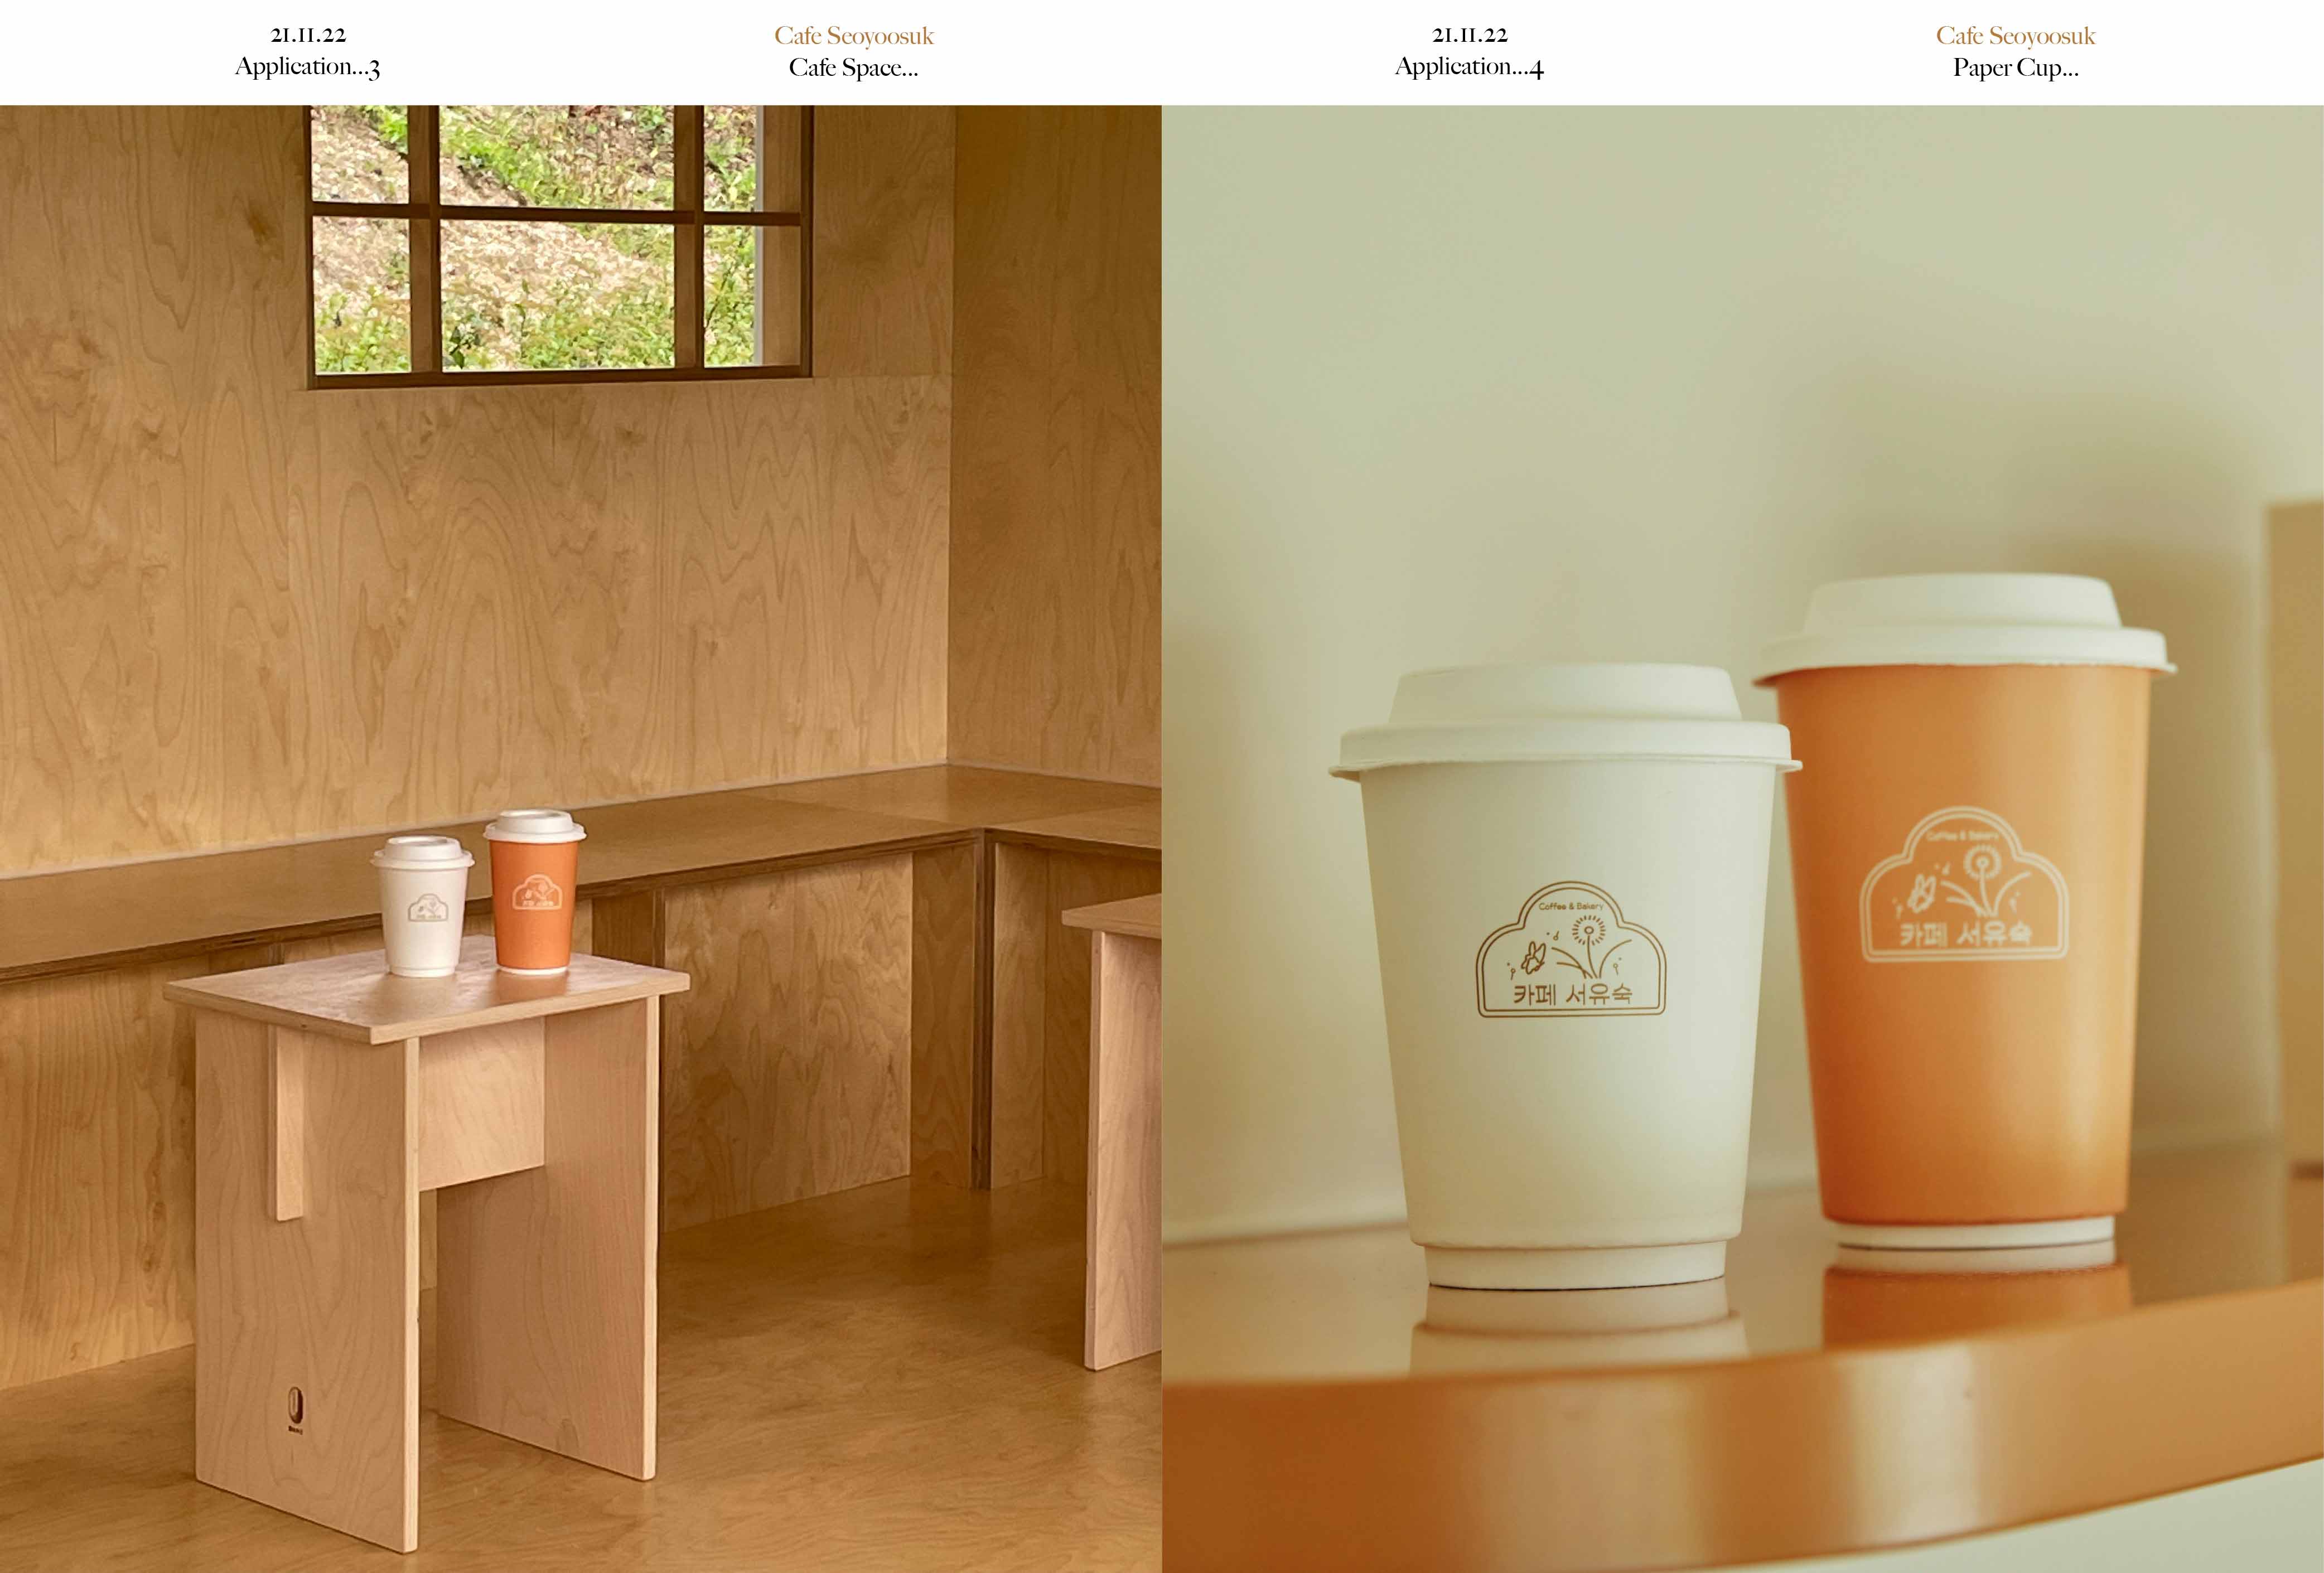 21.11.22
Application...3
Cafe Seoyoosuk
Cafe Space...
21.11.22
Application...4
Cafe Seoyoosuk
Paper Cup...
Coffee & Bakery
카페 서유숙
Coffee & Bakery
카페 서유숙